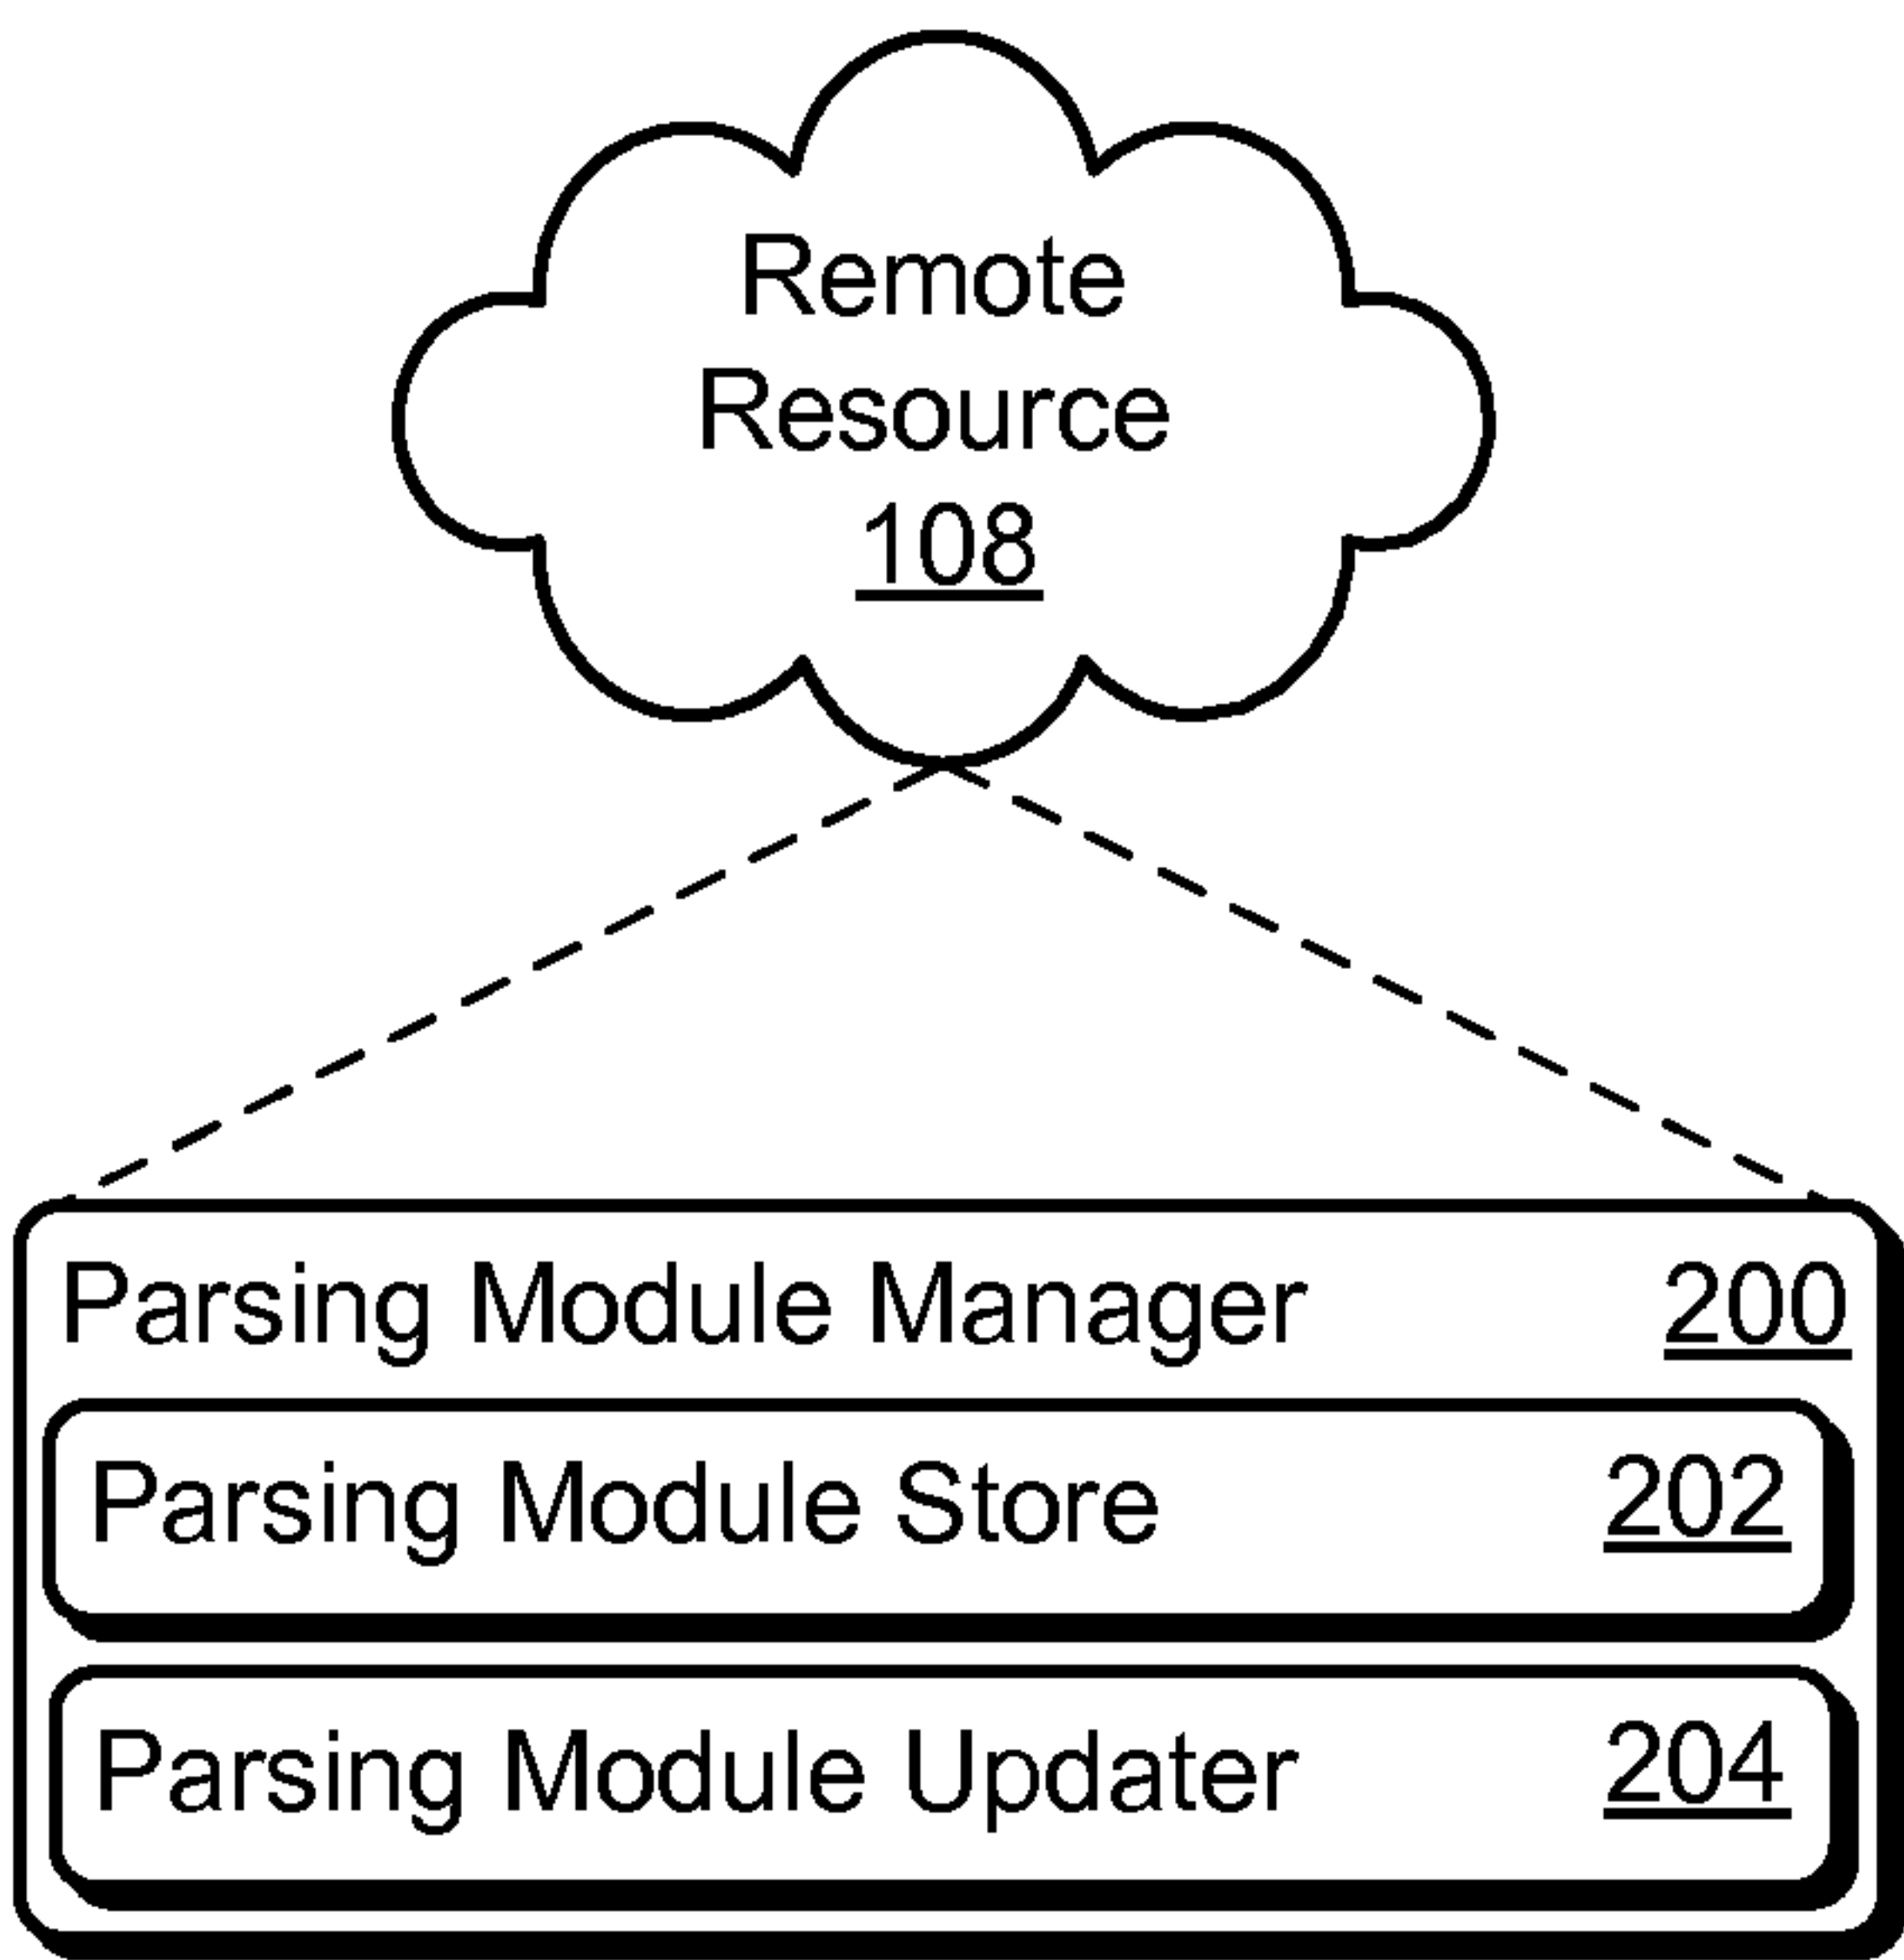 Remote
Resource
108
Parsing Module Manager 200
Parsing Module Store 202
Parsing Module Updater 204